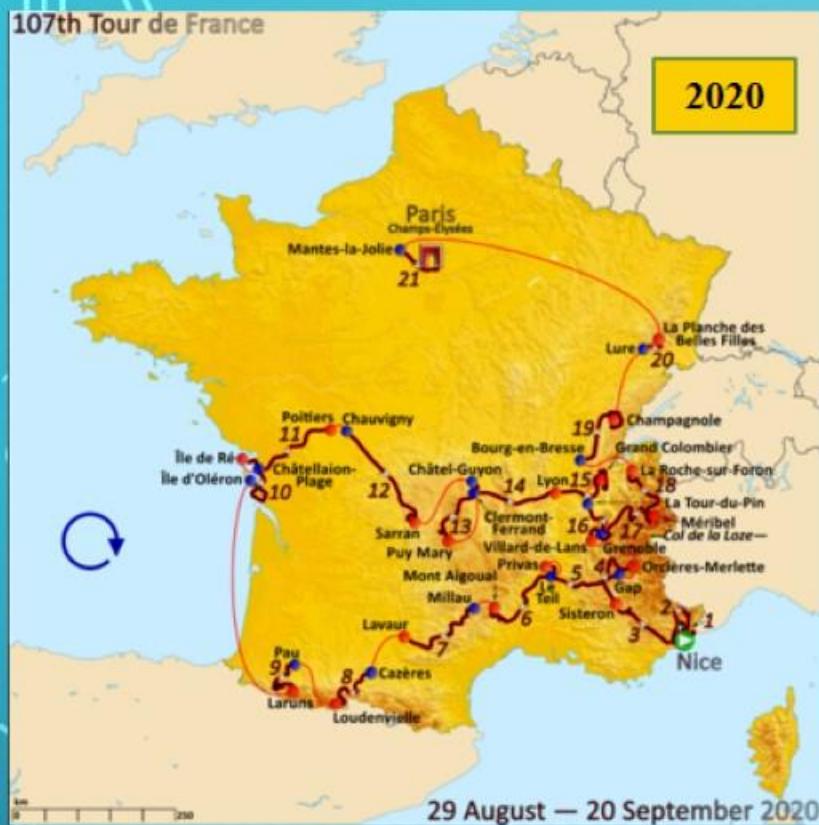 107th Tour de France
2020
Paris
Champs-Elysées
Mantes-la-Jolie
21
La Planche des
Belles Filles
Lure
20
Poitiers
Chauvigny
11
19
Champagnole
Bourg-en-Bresse
Grand Colombier
Île de Ré
Châtelaion-
Plage
Île d'Oléron
10
Châtel-Guyon
La Roche-sur-Foron
12
14
Lyon
15
18
La Tour-du-Pin
Clermont-
Ferrand
13
Sarran
16
17
Méribel
Puy Mary
Villard-de-Lans
Col de la Loze—
Grenoble
Privas
4
Orcières-Merlette
Mont Aigoual
5
Le
Teil
Gap
Millau
Sisteron
2
1
6
3
Lavaur
7
Nice
Pau
8
Cazères
9
Laruns
Loudenvielle
km
0
250
29 August — 20 September 2020